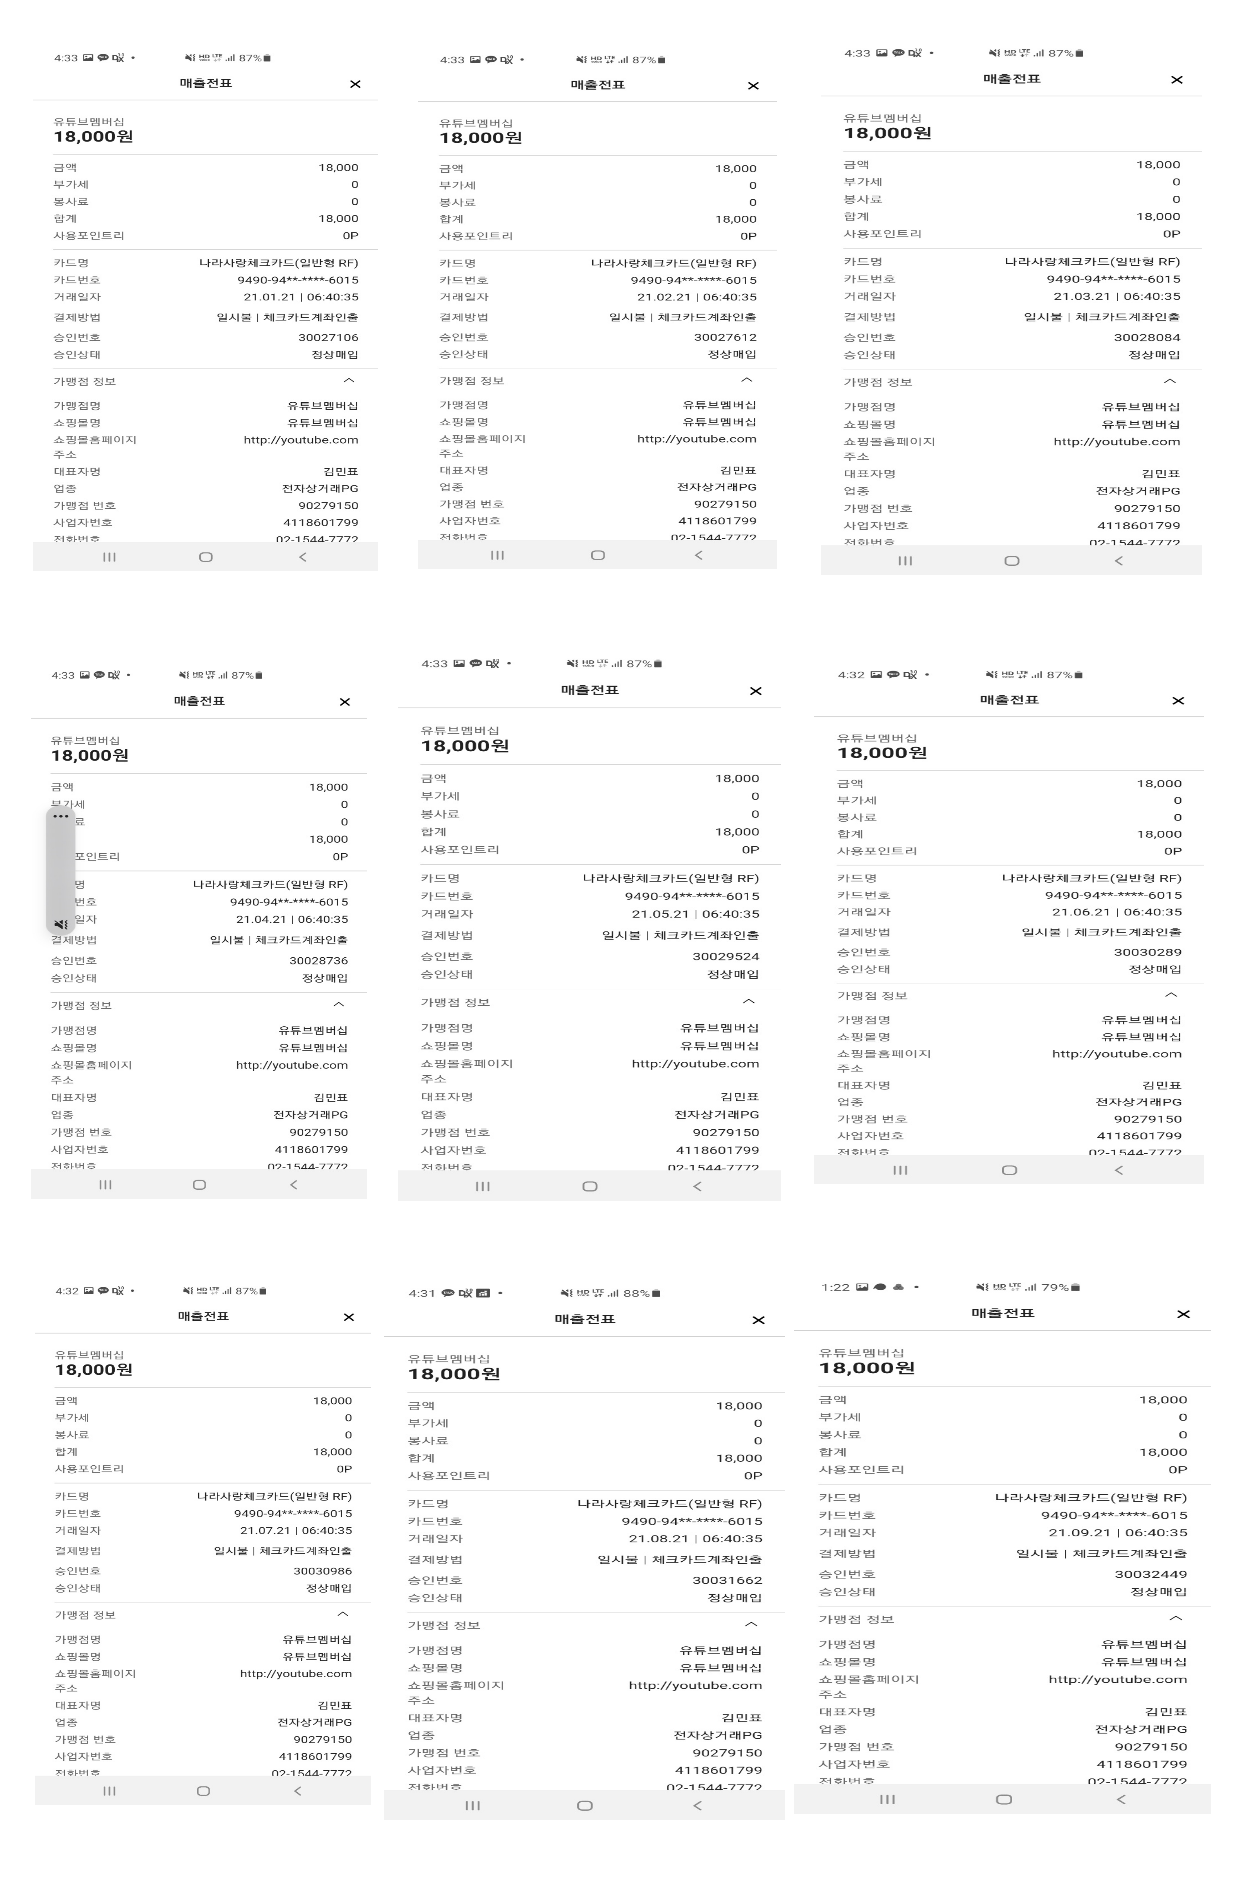 4:33
87%
매출전표
유튜브멤버십
18,000원
금액 18,000
부가세 0
봉사료 0
합계 18,000
사용포인트리 0P
카드명 나라사랑체크카드(일반형 RF)
카드번호 9490-94**-****-6015
거래일자 21.01.21 | 06:40:35
결제방법 일시불 | 체크카드계좌인출
승인번호 30027106
승인상태 정상매입
가맹점 정보
가맹점명 유튜브멤버십
쇼핑몰명 유튜브멤버십
쇼핑몰홈페이지 http://youtube.com
주소
대표자명 김민표
업종 전자상거래PG
가맹점 번호 90279150
사업자번호 4118601799
전화번호 02-1544-7772
4:33
87%
매출전표
유튜브멤버십
18,000원
금액 18,000
부가세 0
봉사료 0
합계 18,000
사용포인트리 0P
카드명 나라사랑체크카드(일반형 RF)
카드번호 9490-94**-****-6015
거래일자 21.02.21 | 06:40:35
결제방법 일시불 | 체크카드계좌인출
승인번호 30027612
승인상태 정상매입
가맹점 정보
가맹점명 유튜브멤버십
쇼핑몰명 유튜브멤버십
쇼핑몰홈페이지 http://youtube.com
주소
대표자명 김민표
업종 전자상거래PG
가맹점 번호 90279150
사업자번호 4118601799
전화번호 02-1544-7772
4:33
87%
매출전표
유튜브멤버십
18,000원
금액 18,000
부가세 0
봉사료 0
합계 18,000
사용포인트리 0P
카드명 나라사랑체크카드(일반형 RF)
카드번호 9490-94**-****-6015
거래일자 21.03.21 | 06:40:35
결제방법 일시불 | 체크카드계좌인출
승인번호 30028084
승인상태 정상매입
가맹점 정보
가맹점명 유튜브멤버십
쇼핑몰명 유튜브멤버십
쇼핑몰홈페이지 http://youtube.com
주소
대표자명 김민표
업종 전자상거래PG
가맹점 번호 90279150
사업자번호 4118601799
전화번호 02-1544-7772
4:33
87%
매출전표
유튜브멤버십
18,000원
금액 18,000
부가세 0
료 0
18,000
포인트리 0P
명 나라사랑체크카드(일반형 RF)
번호 9490-94**-****-6015
일자 21.04.21 | 06:40:35
결제방법 일시불 | 체크카드계좌인출
승인번호 30028736
승인상태 정상매입
가맹점 정보
가맹점명 유튜브멤버십
쇼핑몰명 유튜브멤버십
쇼핑몰홈페이지 http://youtube.com
주소
대표자명 김민표
업종 전자상거래PG
가맹점 번호 90279150
사업자번호 4118601799
전화번호 02-1544-7772
4:33
87%
매출전표
유튜브멤버십
18,000원
금액 18,000
부가세 0
봉사료 0
합계 18,000
사용포인트리 0P
카드명 나라사랑체크카드(일반형 RF)
카드번호 9490-94**-****-6015
거래일자 21.05.21 | 06:40:35
결제방법 일시불 | 체크카드계좌인출
승인번호 30029524
승인상태 정상매입
가맹점 정보
가맹점명 유튜브멤버십
쇼핑몰명 유튜브멤버십
쇼핑몰홈페이지 http://youtube.com
주소
대표자명 김민표
업종 전자상거래PG
가맹점 번호 90279150
사업자번호 4118601799
전화번호 02-1544-7772
4:32
87%
매출전표
유튜브멤버십
18,000원
금액 18,000
부가세 0
봉사료 0
합계 18,000
사용포인트리 0P
카드명 나라사랑체크카드(일반형 RF)
카드번호 9490-94**-****-6015
거래일자 21.06.21 | 06:40:35
결제방법 일시불 | 체크카드계좌인출
승인번호 30030289
승인상태 정상매입
가맹점 정보
가맹점명 유튜브멤버십
쇼핑몰명 유튜브멤버십
쇼핑몰홈페이지 http://youtube.com
주소
대표자명 김민표
업종 전자상거래PG
가맹점 번호 90279150
사업자번호 4118601799
전화번호 02-1544-7772
4:32
87%
매출전표
유튜브멤버십
18,000원
금액 18,000
부가세 0
봉사료 0
합계 18,000
사용포인트리 0P
카드명 나라사랑체크카드(일반형 RF)
카드번호 9490-94**-****-6015
거래일자 21.07.21 | 06:40:35
결제방법 일시불 | 체크카드계좌인출
승인번호 30030986
승인상태 정상매입
가맹점 정보
가맹점명 유튜브멤버십
쇼핑몰명 유튜브멤버십
쇼핑몰홈페이지 http://youtube.com
주소
대표자명 김민표
업종 전자상거래PG
가맹점 번호 90279150
사업자번호 4118601799
전화번호 02-1544-7772
4:31
88%
매출전표
유튜브멤버십
18,000원
금액 18,000
부가세 0
봉사료 0
합계 18,000
사용포인트리 0P
카드명 나라사랑체크카드(일반형 RF)
카드번호 9490-94**-****-6015
거래일자 21.08.21 | 06:40:35
결제방법 일시불 | 체크카드계좌인출
승인번호 30031662
승인상태 정상매입
가맹점 정보
가맹점명 유튜브멤버십
쇼핑몰명 유튜브멤버십
쇼핑몰홈페이지 http://youtube.com
주소
대표자명 김민표
업종 전자상거래PG
가맹점 번호 90279150
사업자번호 4118601799
전화번호 02-1544-7772
1:22
79%
매출전표
유튜브멤버십
18,000원
금액 18,000
부가세 0
봉사료 0
합계 18,000
사용포인트리 0P
카드명 나라사랑체크카드(일반형 RF)
카드번호 9490-94**-****-6015
거래일자 21.09.21 | 06:40:35
결제방법 일시불 | 체크카드계좌인출
승인번호 30032449
승인상태 정상매입
가맹점 정보
가맹점명 유튜브멤버십
쇼핑몰명 유튜브멤버십
쇼핑몰홈페이지 http://youtube.com
주소
대표자명 김민표
업종 전자상거래PG
가맹점 번호 90279150
사업자번호 4118601799
전화번호 02-1544-7772